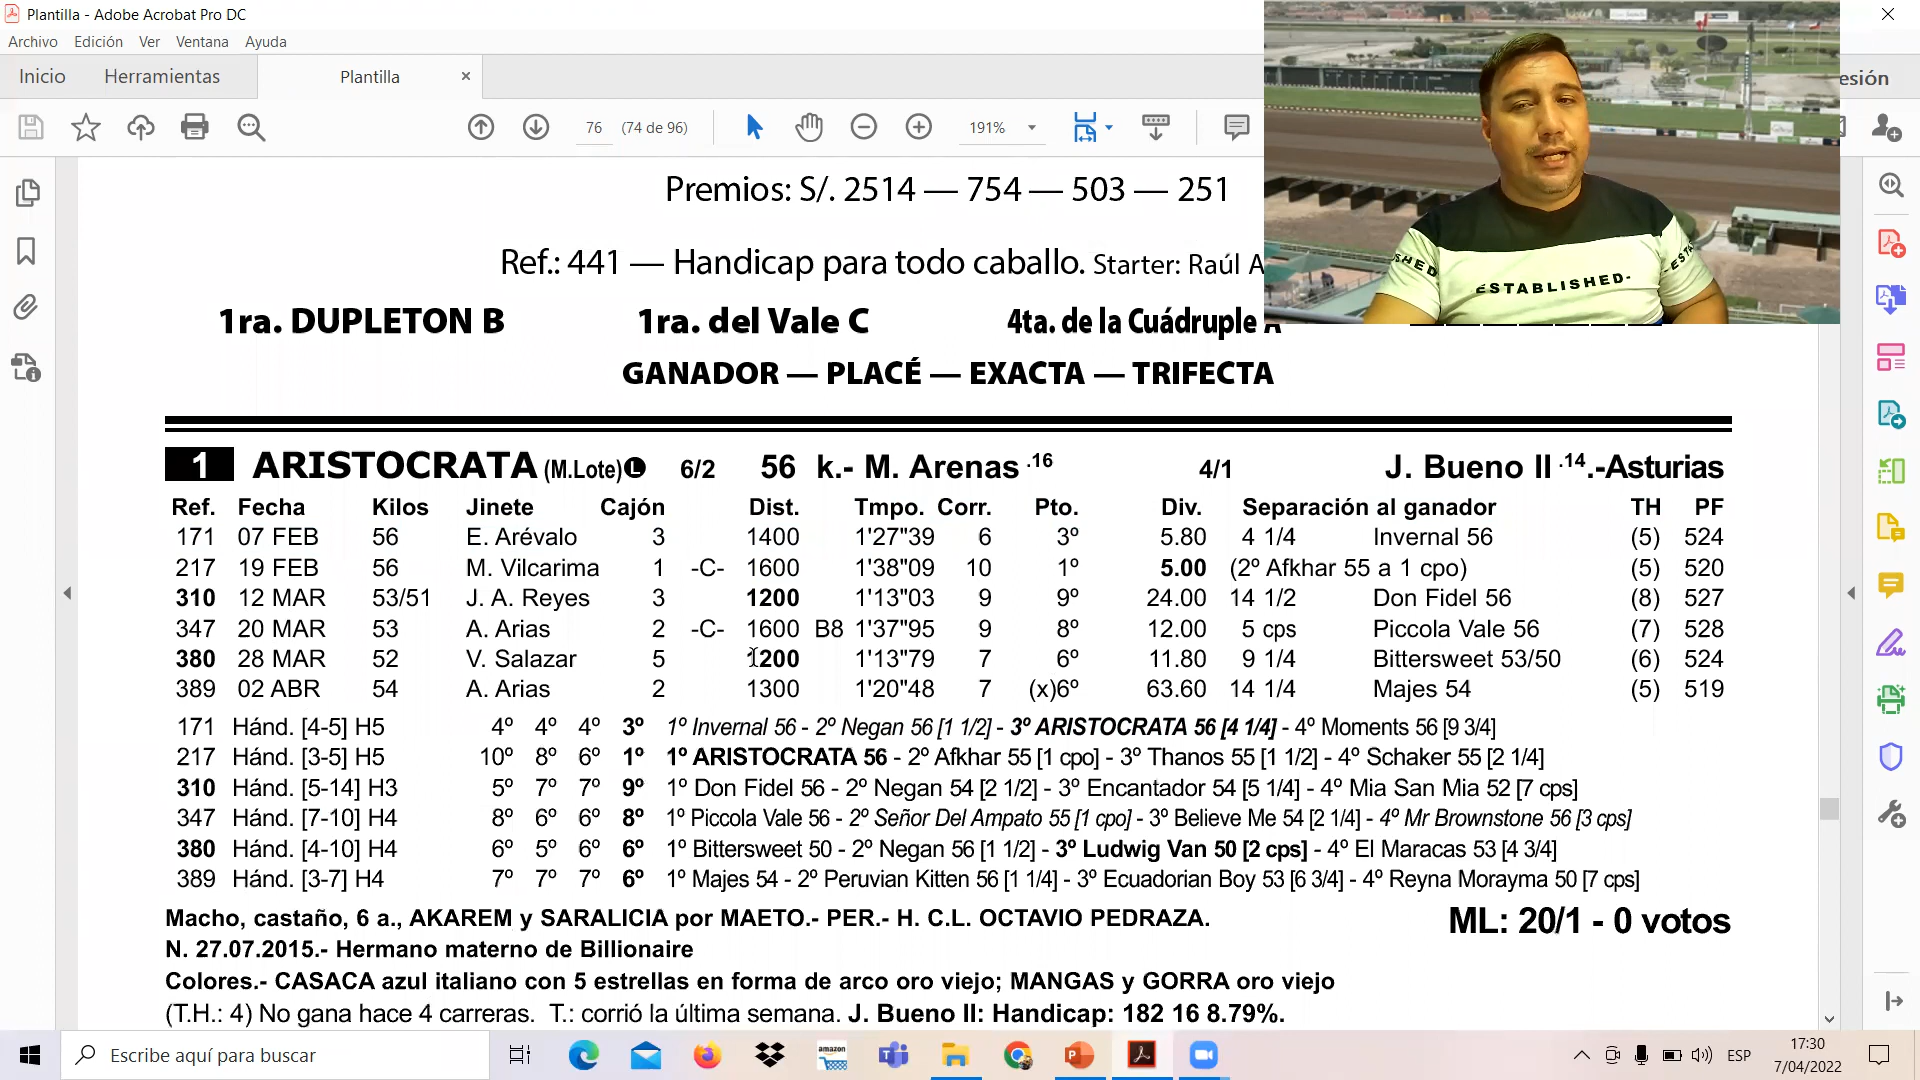 Plantilla - Adobe Acrobat Pro DC
Archivo Edición Ver Ventana Ayuda
Inicio Herramientas Plantilla esión
76 (74 de 96) 191%
Premios: S/. 2514 — 754 — 503 — 251
Ref.: 441 — Handicap para todo caballo. Starter: Raúl A
-ESTABLISHED-
1ra. DUPLETON B 1ra. del Vale C 4ta. de la Cuádruple A
GANADOR — PLACÉ — EXACTA — TRIFECTA
1 ARISTOCRATA (M.Lote) L 6/2 56 k.- M. Arenas .16 4/1 J. Bueno II .14.-Asturias
Ref. Fecha Kilos Jinete Cajón Dist. Tmpo. Corr. Pto. Div. Separación al ganador TH PF
171 07 FEB 56 E. Arévalo 3 1400 1'27"39 6 3º 5.80 4 1/4 Invernal 56 (5) 524
217 19 FEB 56 M. Vilcarima 1 -C- 1600 1'38"09 10 1º 5.00 (2º Afkhar 55 a 1 cpo) (5) 520
310 12 MAR 53/51 J. A. Reyes 3 1200 1'13"03 9 9º 24.00 14 1/2 Don Fidel 56 (8) 527
347 20 MAR 53 A. Arias 2 -C- 1600 B8 1'37"95 9 8º 12.00 5 cps Piccola Vale 56 (7) 528
380 28 MAR 52 V. Salazar 5 1200 1'13"79 7 6º 11.80 9 1/4 Bittersweet 53/50 (6) 524
389 02 ABR 54 A. Arias 2 1300 1'20"48 7 (x)6º 63.60 14 1/4 Majes 54 (5) 519
171 Hánd. [4-5] H5 4º 4º 4º 3º 1º Invernal 56 - 2º Negan 56 [1 1/2] - 3º ARISTOCRATA 56 [4 1/4] - 4º Moments 56 [9 3/4]
217 Hánd. [3-5] H5 10º 8º 6º 1º 1º ARISTOCRATA 56 - 2º Afkhar 55 [1 cpo] - 3º Thanos 55 [1 1/2] - 4º Schaker 55 [2 1/4]
310 Hánd. [5-14] H3 5º 7º 7º 9º 1º Don Fidel 56 - 2º Negan 54 [2 1/2] - 3º Encantador 54 [5 1/4] - 4º Mia San Mia 52 [7 cps]
347 Hánd. [7-10] H4 8º 6º 6º 8º 1º Piccola Vale 56 - 2º Señor Del Ampato 55 [1 cpo] - 3º Believe Me 54 [2 1/4] - 4º Mr Brownstone 56 [3 cps]
380 Hánd. [4-10] H4 6º 5º 6º 6º 1º Bittersweet 50 - 2º Negan 56 [1 1/2] - 3º Ludwig Van 50 [2 cps] - 4º El Maracas 53 [4 3/4]
389 Hánd. [3-7] H4 7º 7º 7º 6º 1º Majes 54 - 2º Peruvian Kitten 56 [1 1/4] - 3º Ecuadorian Boy 53 [6 3/4] - 4º Reyna Morayma 50 [7 cps]
Macho, castaño, 6 a., AKAREM y SARALICIA por MAETO.- PER.- H. C.L. OCTAVIO PEDRAZA. ML: 20/1 - 0 votos
N. 27.07.2015.- Hermano materno de Billionaire
Colores.- CASACA azul italiano con 5 estrellas en forma de arco oro viejo; MANGAS y GORRA oro viejo
(T.H.: 4) No gana hace 4 carreras. T.: corrió la última semana. J. Bueno II: Handicap: 182 16 8.79%.
Escribe aquí para buscar amazon ESP 17:30
7/04/2022